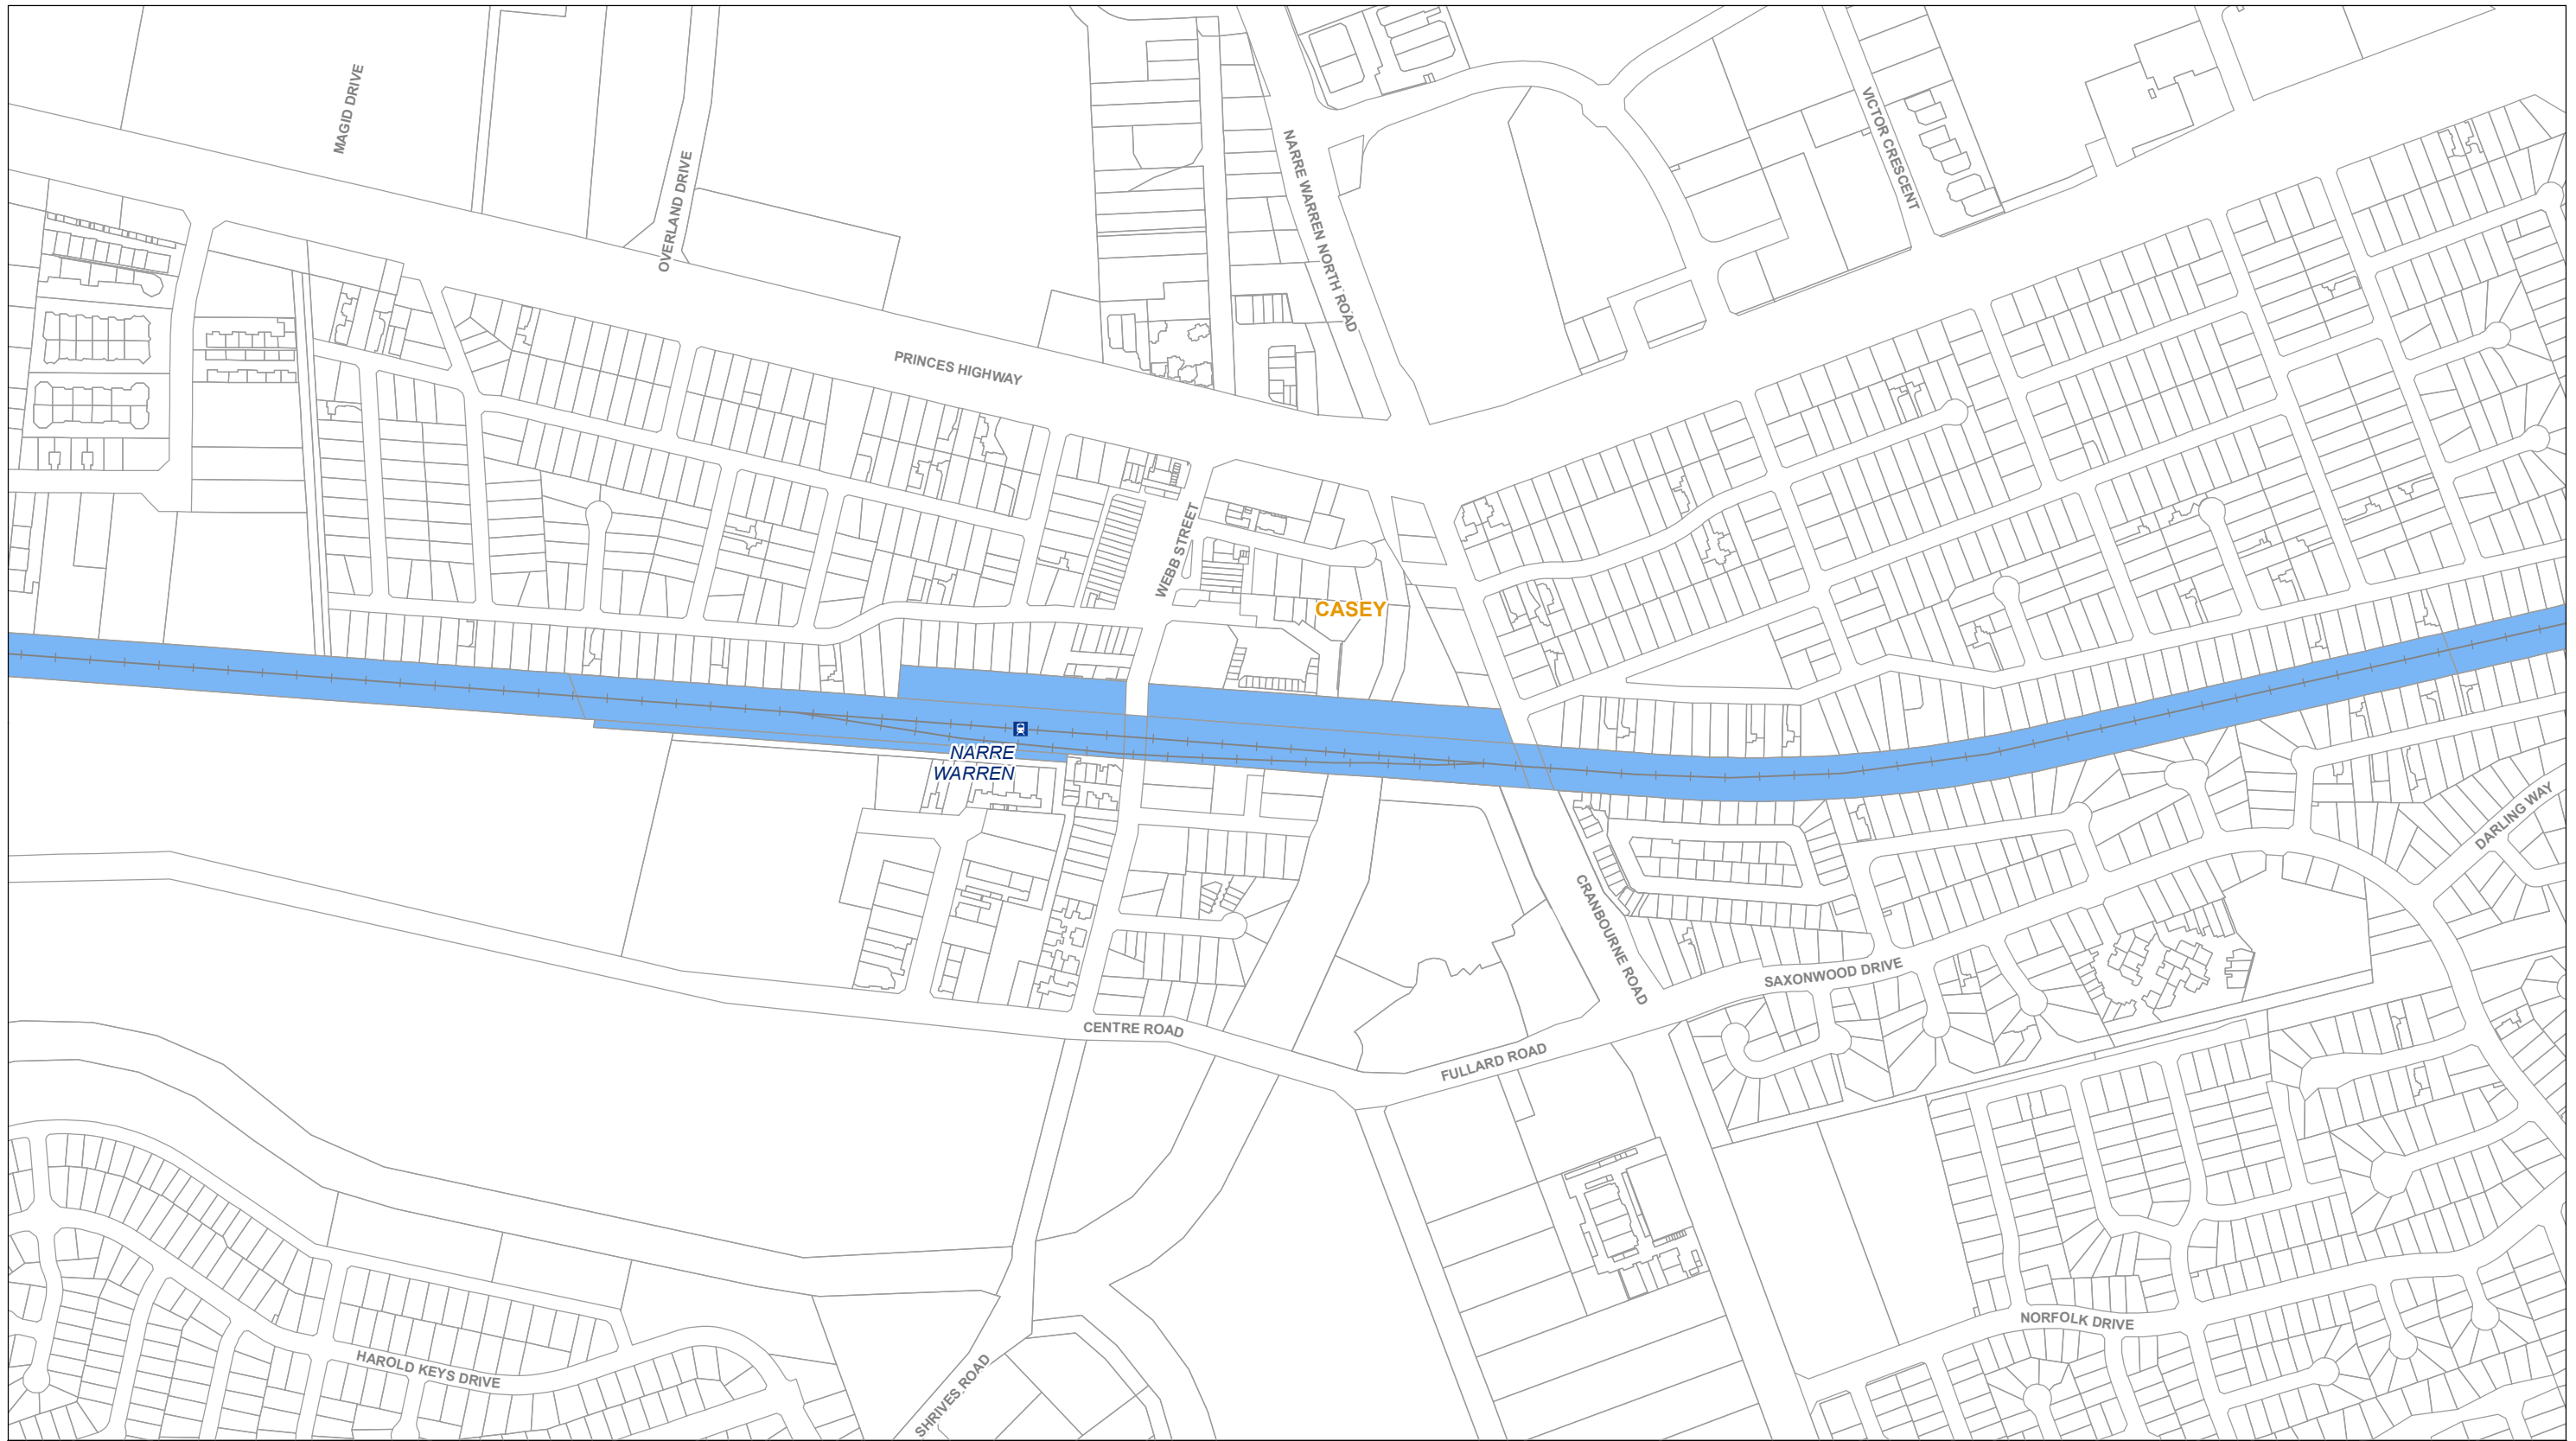 MAGID DRIVE
OVERLAND DRIVE
NARRE WARREN NORTH ROAD
VICTOR CRESCENT
PRINCES HIGHWAY
WEBB STREET
CASEY
NARRE
WARREN
DARLING WAY
CRANBOURNE ROAD
SAXONWOOD DRIVE
CENTRE ROAD
FULLARD ROAD
NORFOLK DRIVE
HAROLD KEYS DRIVE
SHRIVES ROAD